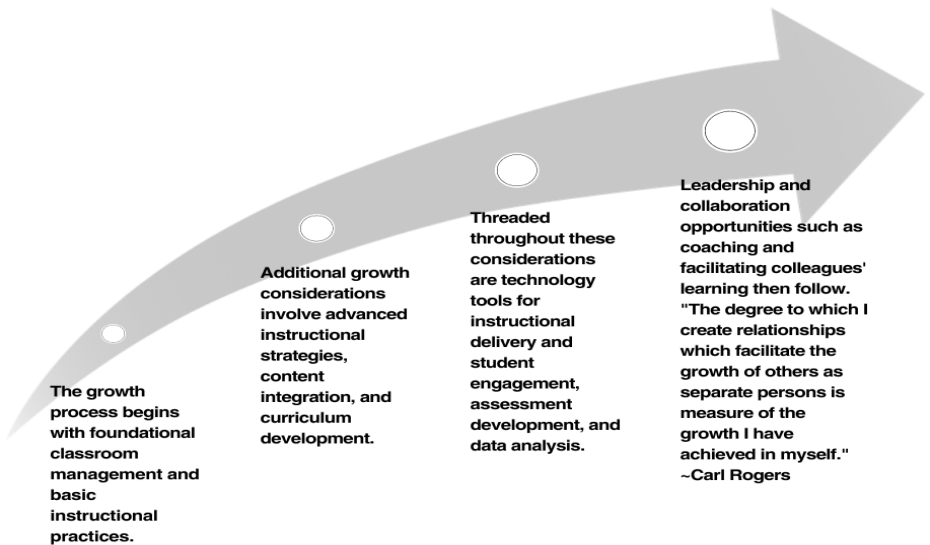 The growth
process begins
with foundational
classroom
management and
basic
instructional
practices.
Additional growth
considerations
involve advanced
instructional
strategies,
content
integration, and
curriculum
development.
Threaded
throughout these
considerations
are technology
tools for
instructional
delivery and
student
engagement,
assessment
development, and
data analysis.
Leadership and
collaboration
opportunities such as
coaching and
facilitating colleagues'
learning then follow.
"The degree to which I
create relationships
which facilitate the
growth of others as
separate persons is
measure of the
growth I have
achieved in myself."
~Carl Rogers